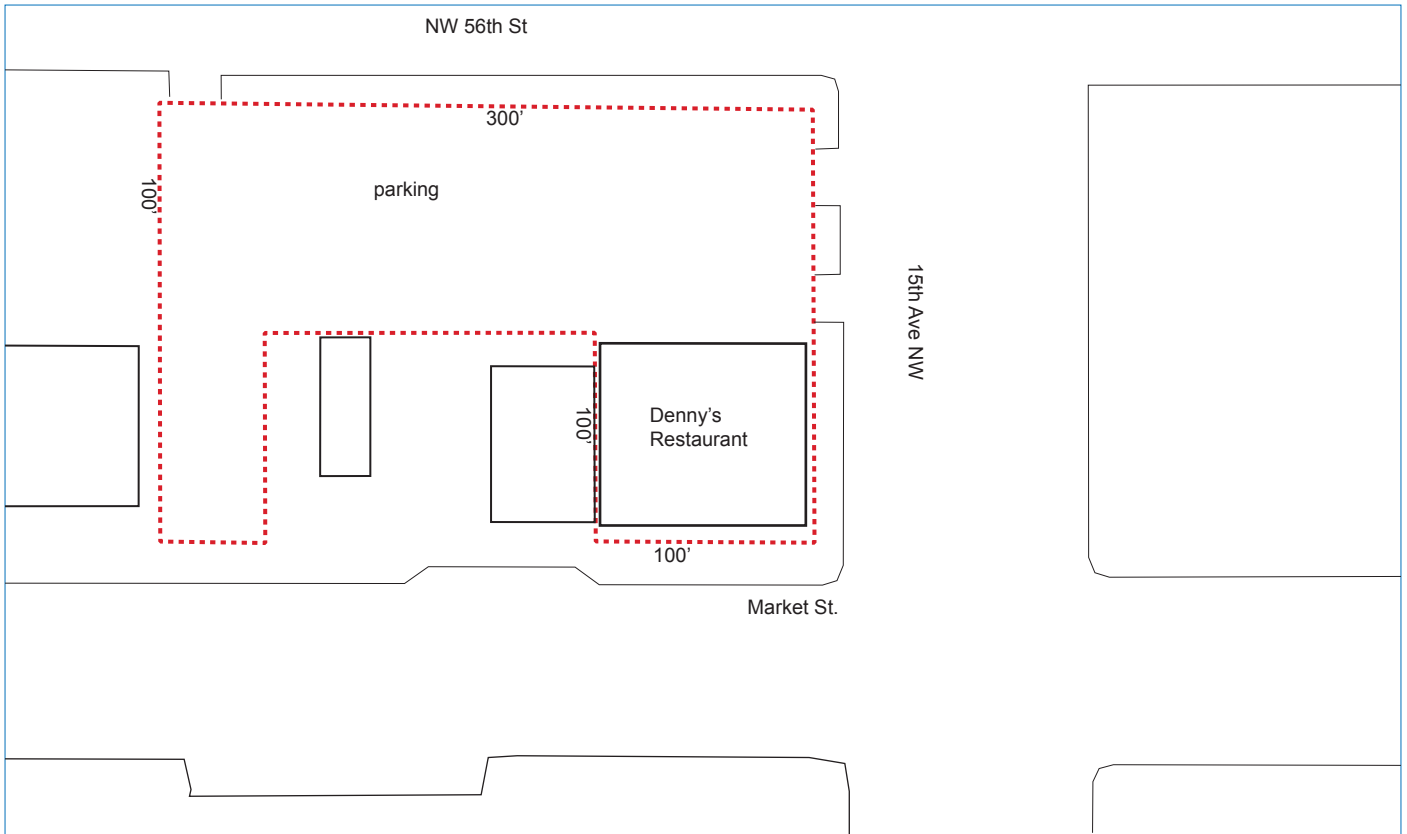 NW 56th St
300’
100’
parking
15th Ave NW
100’
Denny’s
Restaurant
100’
Market St.